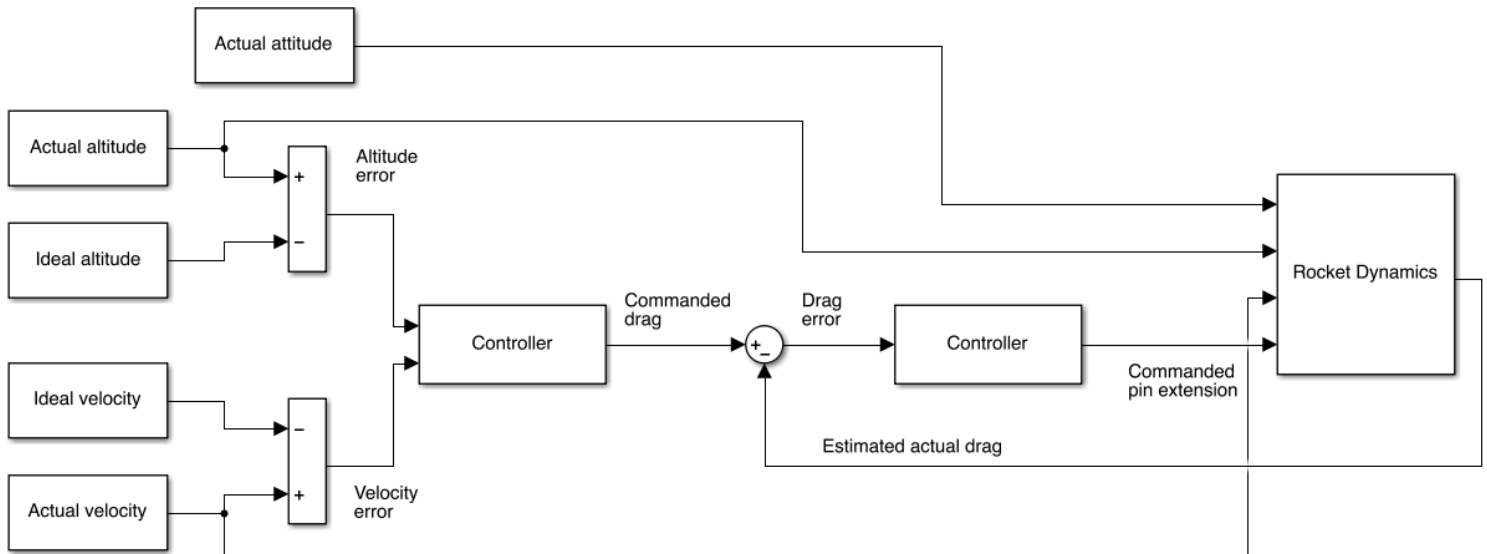 Actual attitude
Actual altitude
+
Altitude
error
−
Ideal altitude
Rocket Dynamics
Controller
Commanded
drag
+
−
Drag
error
Controller
Commanded
pin extension
Ideal velocity
−
Estimated actual drag
+
Velocity
error
Actual velocity